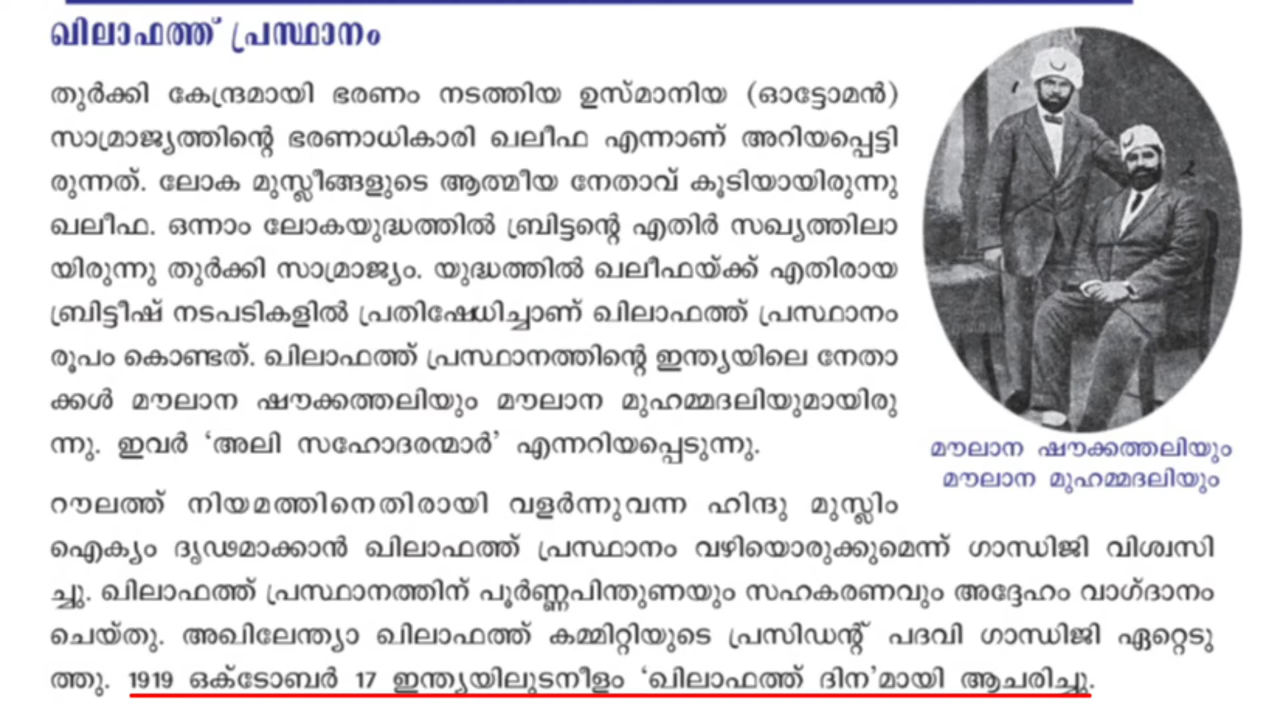 ഖിലാഫത്ത് പ്രസ്ഥാനം
തുർക്കി കേന്ദ്രമായി ഭരണം നടത്തിയ ഉസ്മാനിയ (ഓട്ടോമൻ)
സാമ്രാജ്യത്തിന്റെ ഭരണാധികാരി ഖലീഫ എന്നാണ് അറിയപ്പെട്ടി
രുന്നത്. ലോക മുസ്ലീങ്ങളുടെ ആത്മീയ നേതാവ് കൂടിയായിരുന്നു
ഖലീഫ. ഒന്നാം ലോകയുദ്ധത്തിൽ ബ്രിട്ടന്റെ എതിർ സഖ്യത്തിലാ
യിരുന്നു തുർക്കി സാമ്രാജ്യം. യുദ്ധത്തിൽ ഖലീഫയ്ക്ക് എതിരായ
ബ്രിട്ടീഷ് നടപടികളിൽ പ്രതിഷേധിച്ചാണ് ഖിലാഫത്ത് പ്രസ്ഥാനം
രൂപം കൊണ്ടത്. ഖിലാഫത്ത് പ്രസ്ഥാനത്തിന്റെ ഇന്ത്യയിലെ നേതാ
ക്കൾ മൗലാന ഷൗക്കത്തലിയും മൗലാന മുഹമ്മദലിയുമായിരു
ന്നു. ഇവർ ‘അലി സഹോദരന്മാർ’ എന്നറിയപ്പെടുന്നു.
മൗലാന ഷൗക്കത്തലിയും
മൗലാന മുഹമ്മദലിയും
റൗലത്ത് നിയമത്തിനെതിരായി വളർന്നുവന്ന ഹിന്ദു മുസ്ലിം
ഐക്യം ദൃഢമാക്കാൻ ഖിലാഫത്ത് പ്രസ്ഥാനം വഴിയൊരുക്കുമെന്ന് ഗാന്ധിജി വിശ്വസി
ച്ചു. ഖിലാഫത്ത് പ്രസ്ഥാനത്തിന് പൂർണ്ണപിന്തുണയും സഹകരണവും അദ്ദേഹം വാഗ്ദാനം
ചെയ്തു. അഖിലേന്ത്യാ ഖിലാഫത്ത് കമ്മിറ്റിയുടെ പ്രസിഡന്റ് പദവി ഗാന്ധിജി ഏറ്റെടു
ത്തു. 1919 ഒക്ടോബർ 17 ഇന്ത്യയിലുടനീളം ‘ഖിലാഫത്ത് ദിന’മായി ആചരിച്ചു.